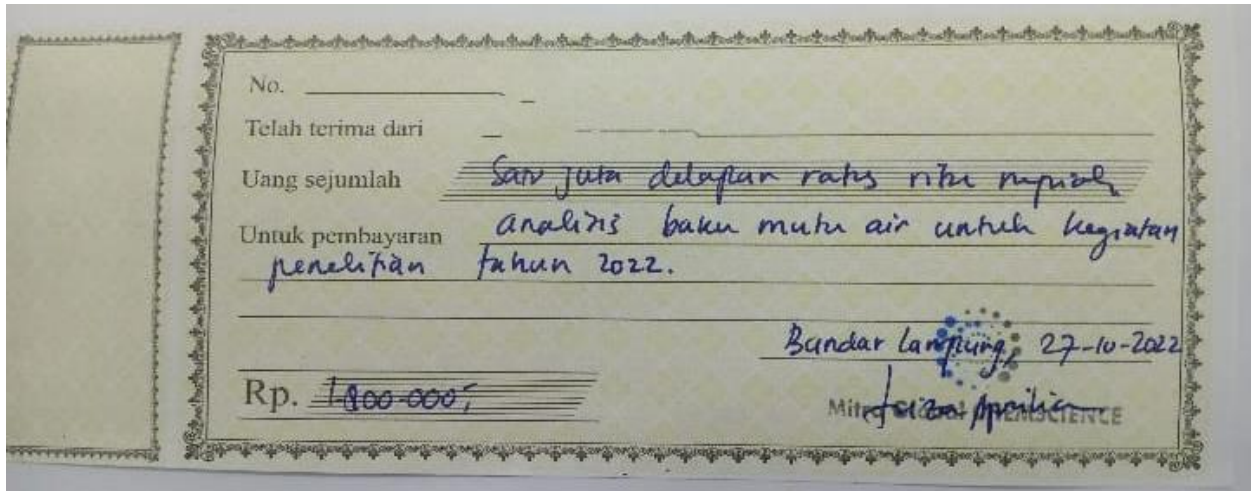 No.
Telah terima dari
Uang sejumlah Satu juta delapan ratus ribu rupiah
Untuk pembayaran analisis baku mutu air untuk kegiatan
penelitian tahun 2022.
Bandar Lampung, 27-10-2022
Rp. 1.800.000,-
Aprilia